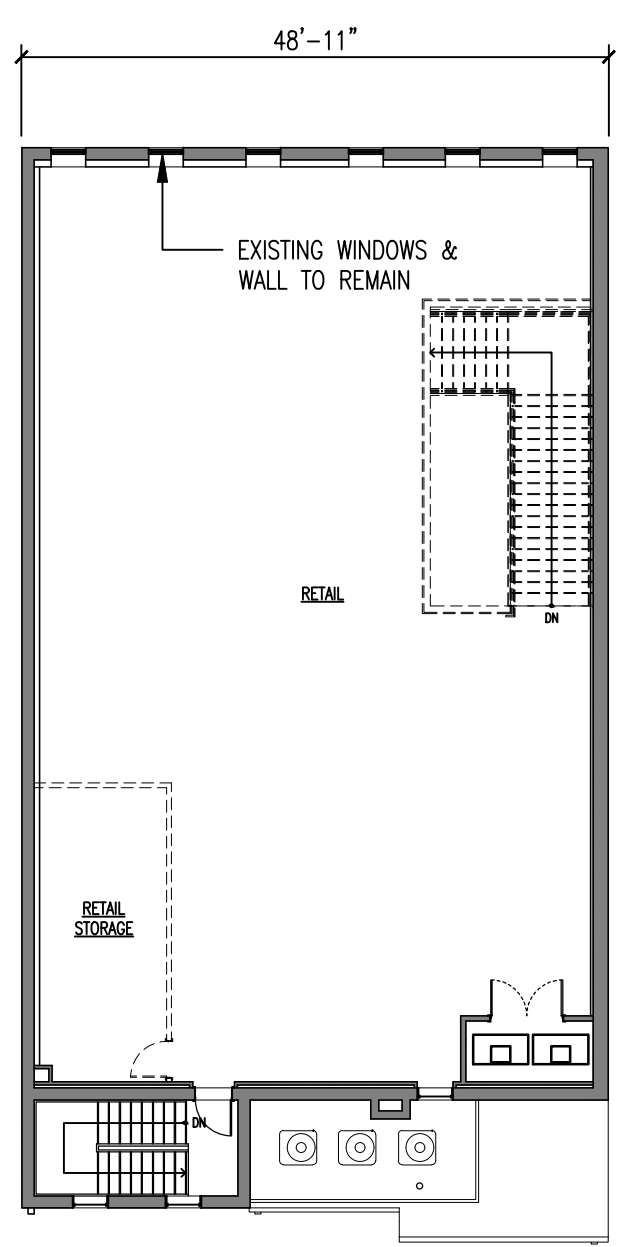 48'-11"
EXISTING WINDOWS &
WALL TO REMAIN
RETAIL
DN
RETAIL
STORAGE
DN